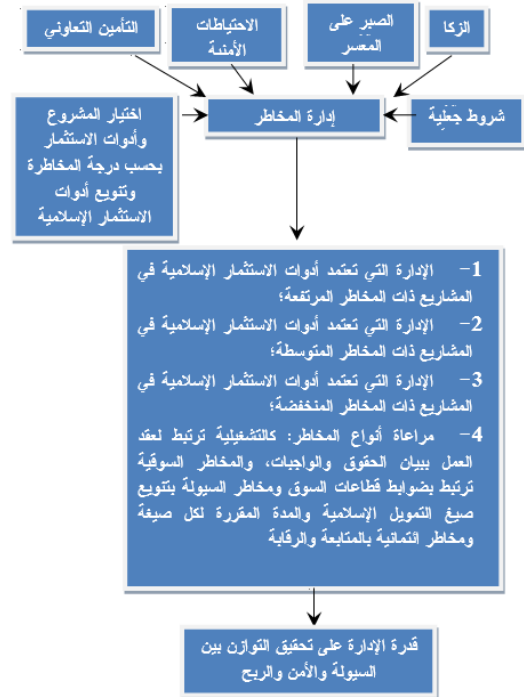 الزكا
الصبر على
المعسر
الاحتياطات
الأمنية
التأمين التعاوني
شروط جعلية
إدارة المخاطر
اختيار المشروع
وأدوات الاستثمار
بحسب درجة المخاطرة
وتنويع أدوات
الاستثمار الإسلامية
1- الإدارة التي تعتمد أدوات الاستثمار الإسلامية في
المشاريع ذات المخاطر المرتفعة؛
2- الإدارة التي تعتمد أدوات الاستثمار الإسلامية في
المشاريع ذات المخاطر المتوسطة؛
3- الإدارة التي تعتمد أدوات الاستثمار الإسلامية في
المشاريع ذات المخاطر المنخفضة؛
4- مراعاة أنواع المخاطر: كالتشغيلية ترتبط لعقد
العمل ببيان الحقوق والواجبات، والمخاطر السوقية
ترتبط بضوابط قطاعات السوق ومخاطر السيولة بتنويع
صيغ التمويل الإسلامية والمدة المقررة لكل صيغة
ومخاطر ائتمانية بالمتابعة والرقابة
قدرة الإدارة على تحقيق التوازن بين
السيولة والأمن والربح